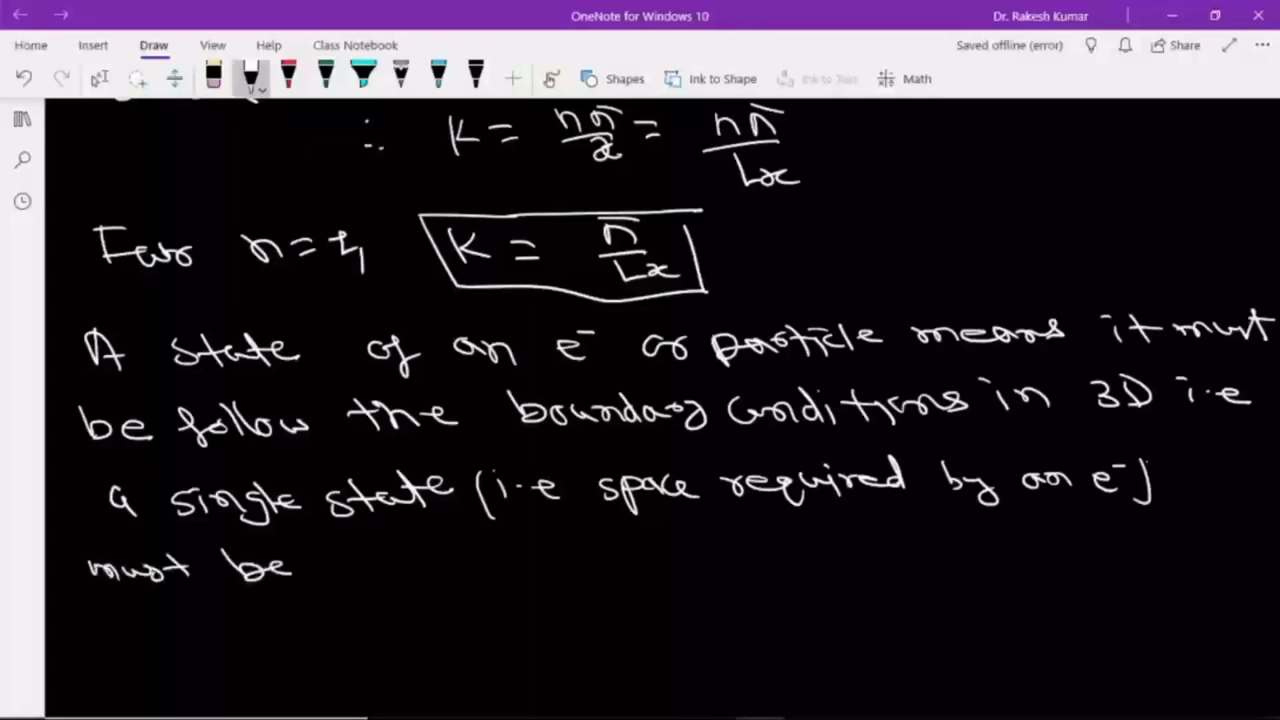 OneNote for Windows 10
Dr. Rakesh Kumar
Home Insert Draw View Help Class Notebook
Saved offline (error) Share
Shapes Ink to Shape Ink to Text Math
∴ K = nπ/a = nπ/Lx
For n=1, K = π/Lx
A state of an e⁻ or particle means it must
be follow the boundary conditions in 3D i.e
a single state (i.e space required by an e⁻)
must be